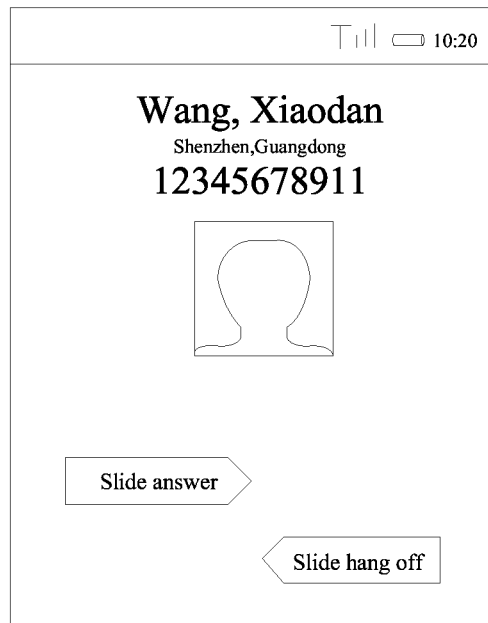 10:20
Wang, Xiaodan
Shenzhen,Guangdong
12345678911
Slide answer
Slide hang off